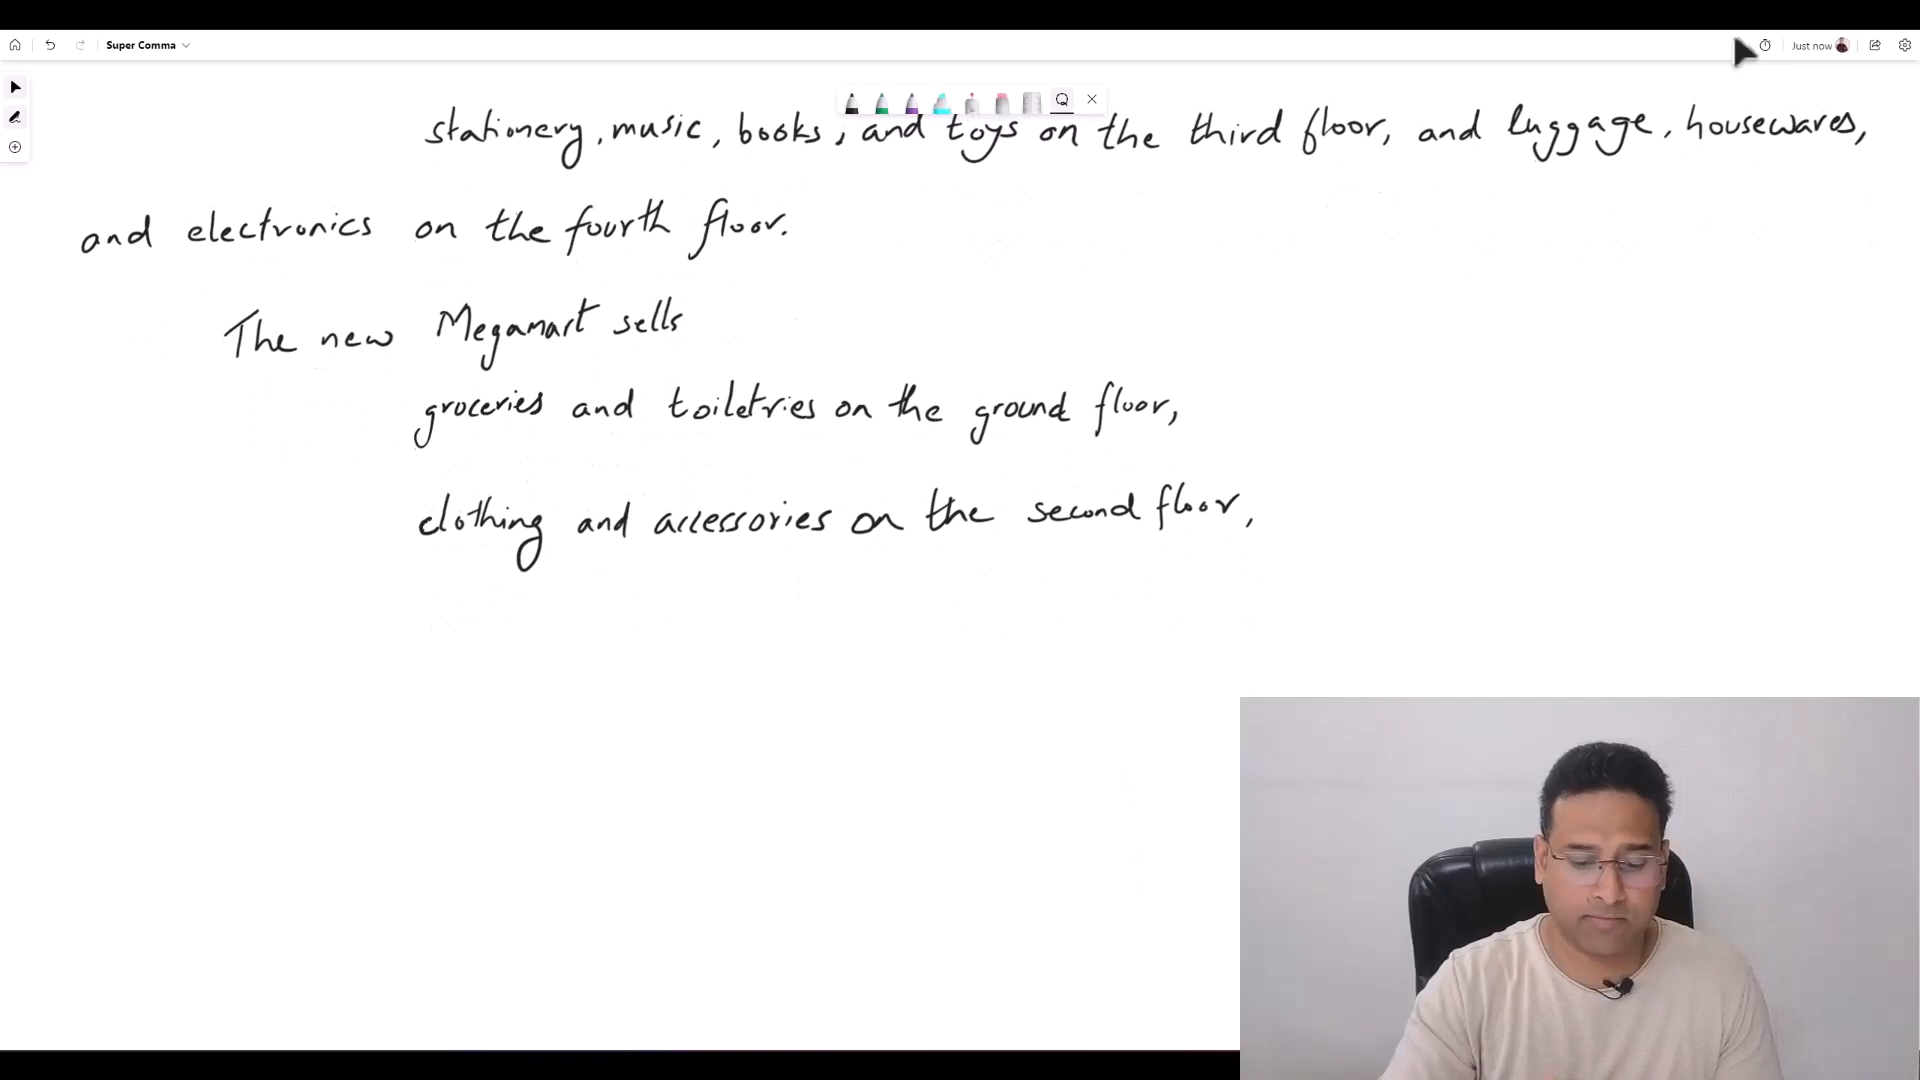 Super Comma
Just now
stationery, music, books, and toys on the third floor, and luggage, housewares,
and electronics on the fourth floor.
The new Megamart sells
groceries and toiletries on the ground floor,
clothing and accessories on the second floor,